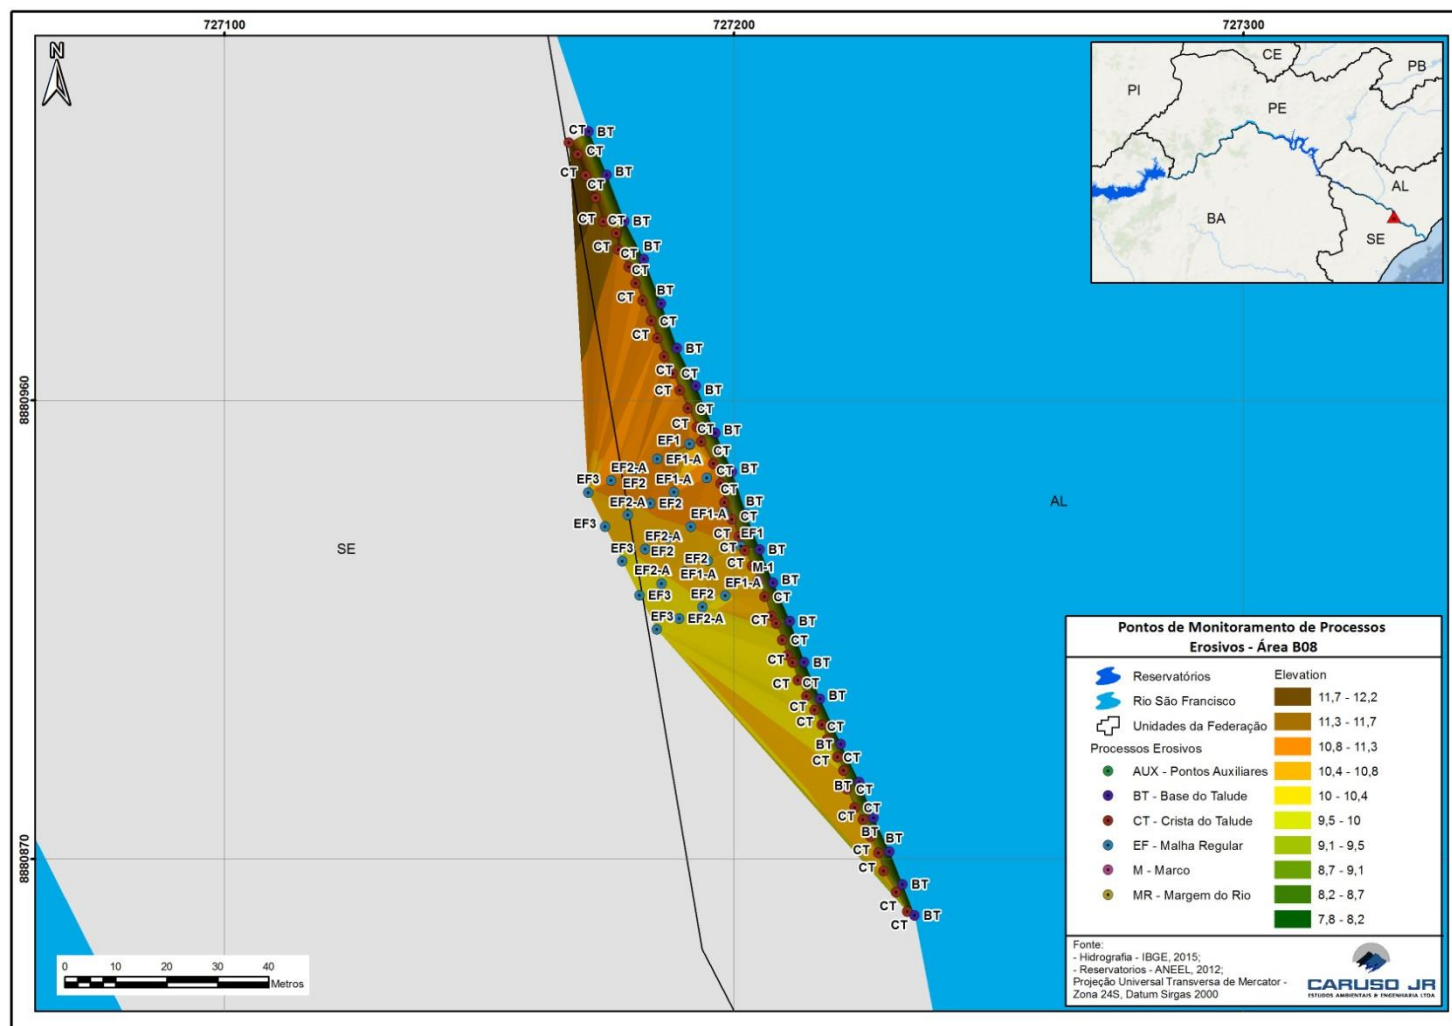 727100
727200
727300
N
CE
PB
PI
PE
AL
BA
SE
CT
BT
CT
CT
BT
CT
CT
CT
BT
CT
BT
CT
CT
BT
CT
CT
BT
CT
CT
BT
8880960
CT
CT
BT
CT
EF1
CT
EF1-A
CT
BT
EF2-A
EF3
EF2
EF1-A
CT
EF2-A
EF2
BT
EF1-A
CT
EF3
CT
EF1
AL
EF2-A
EF2
CT
BT
SE
EF3
EF2
CT
M-1
EF2-A
EF1-A
EF1-A
BT
EF3
EF2
CT
EF3
EF2-A
CT
BT
CT
CT
BT
CT
CT
BT
CT
CT
CT
BT
CT
CT
BT
CT
CT
CT
BT
CT
CT
BT
CT
CT
BT
8880870
0 10 20 30 40
Metros
Pontos de Monitoramento de Processos
Erosivos - Área B08
Reservatórios
Rio São Francisco
Unidades da Federação
Processos Erosivos
AUX - Pontos Auxiliares
BT - Base do Talude
CT - Crista do Talude
EF - Malha Regular
M - Marco
MR - Margem do Rio
Elevation
11,7 - 12,2
11,3 - 11,7
10,8 - 11,3
10,4 - 10,8
10 - 10,4
9,5 - 10
9,1 - 9,5
8,7 - 9,1
8,2 - 8,7
7,8 - 8,2
Fonte:
- Hidrografia - IBGE, 2015;
- Reservatorios - ANEEL, 2012;
Projeção Universal Transversa de Mercator -
Zona 24S, Datum Sirgas 2000
CARUSO JR
ESTUDOS AMBIENTAIS & ENGENHARIA LTDA